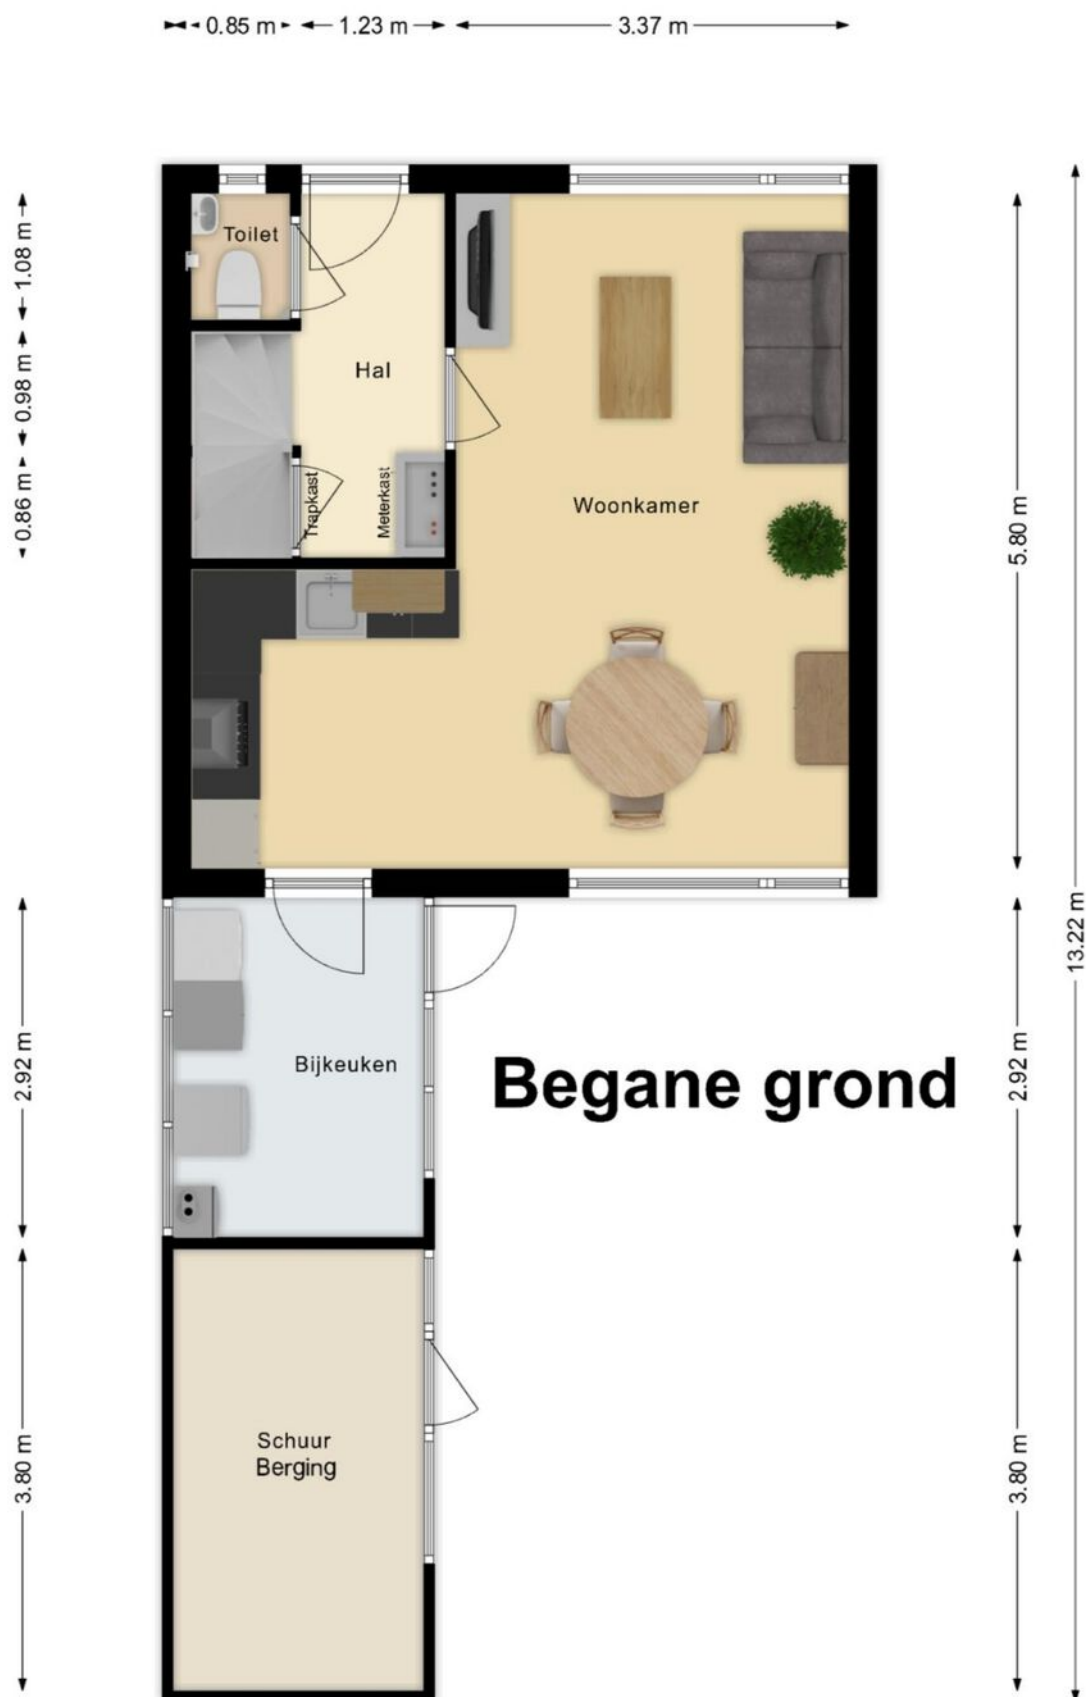 0.85 m
1.23 m
3.37 m
1.08 m
0.98 m
0.86 m
Toilet
Hal
Trapkast
Meterkast
Woonkamer
5.80 m
13.22 m
2.92 m
Bijkeuken
Begane grond
2.92 m
3.80 m
Schuur
Berging
3.80 m